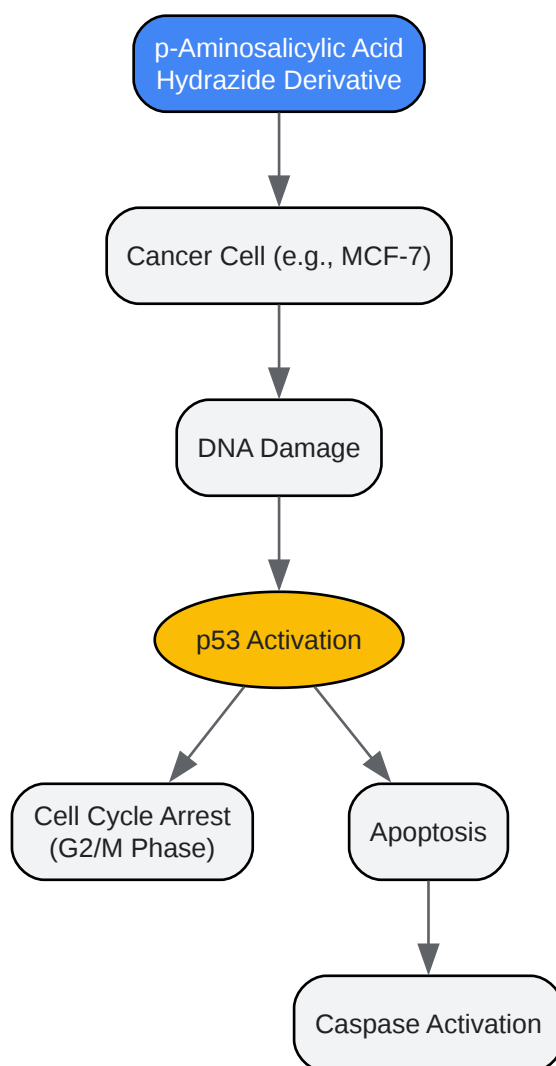 p-Aminosalicylic Acid
Hydrazide Derivative
Cancer Cell (e.g., MCF-7)
DNA Damage
p53 Activation
Cell Cycle Arrest
(G2/M Phase)
Apoptosis
Caspase Activation